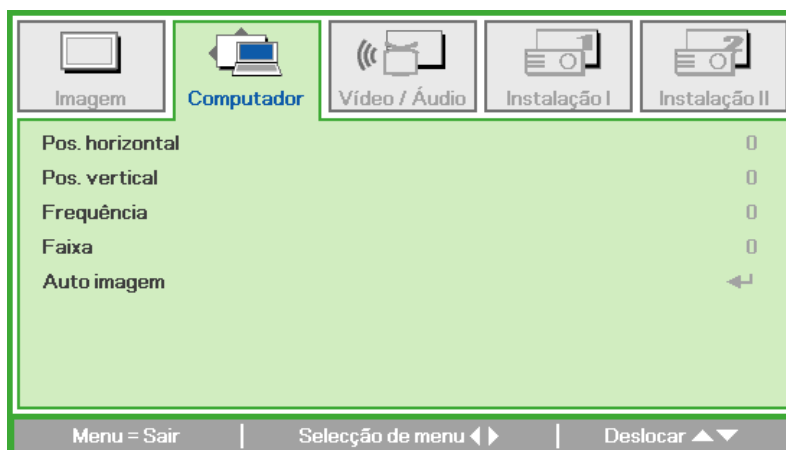 Imagem
Computador
Vídeo / Áudio
Instalação I
Instalação II
Pos. horizontal 0
Pos. vertical 0
Frequência 0
Faixa 0
Auto imagem
Menu = Sair
Selecção de menu
Deslocar